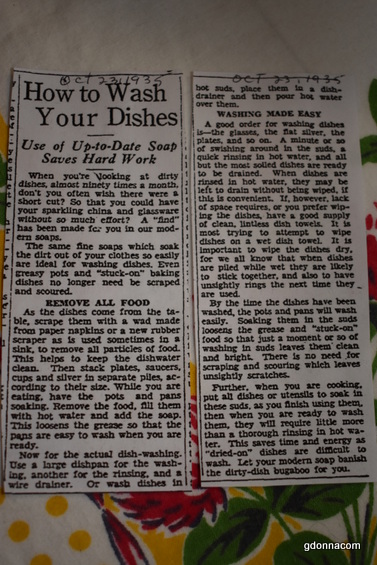 OCT 23, 1935
How to Wash
Your Dishes
Use of Up-to-Date Soap
Saves Hard Work
When you're looking at dirty
dishes, almost ninety times a month,
don't you often wish there were a
short cut? So that you could have
your sparkling china and glassware
without so much effort? A "find"
has been made for you in our mod-
ern soaps.
The same fine soaps which soak
the dirt out of your clothes so easily
are ideal for washing dishes. Even
greasy pots and "stuck-on" baking
dishes no longer need be scraped
and scoured.
REMOVE ALL FOOD
As the dishes come from the ta-
ble, scrape them with a wad made
from paper napkins or a new rubber
scraper as is used sometimes in a
sink, to remove all particles of food.
This helps to keep the dishwater
clean. Then stack plates, saucers,
cups and silver in separate piles, ac-
cording to their size. While you are
eating, have the pots and pans
soaking. Remove the food, fill them
with hot water and add the soap.
This loosens the grease so that the
pans are easy to wash when you are
ready.
Now for the actual dish-washing.
Use a large dishpan for the wash-
ing, another for the rinsing, and a
wire drainer. Or wash dishes in
OCT 23, 1935
hot suds, place them in a dish-
drainer and then pour hot water
over them.
WASHING MADE EASY
A good order for washing dishes
is—the glasses, the flat silver, the
plates, and so on. A minute or so
of swishing around in the suds, a
quick rinsing in hot water, and all
but the most soiled dishes are ready
to be drained. When dishes are
rinsed in hot water, they may be
left to drain without being wiped, if
this is convenient. If, however, lack
of space requires, or you prefer wip-
ing the dishes, have a good supply
of clean, lintless dish towels. It is
most trying to attempt to wipe
dishes on a wet dish towel. It is
important to wipe the dishes dry,
for we all know that when dishes
are piled while wet they are likely
to stick together, and also to have
unsightly rings the next time they
are used.
By the time the dishes have been
washed, the pots and pans will wash
easily. Soaking them in the suds
loosens the grease and "stuck-on"
food so that just a moment or so of
washing in suds leaves them clean
and bright. There is no need for
scraping and scouring which leaves
unsightly scratches.
Further, when you are cooking,
put all dishes or utensils to soak in
these suds, as you finish using them,
then when you are ready to wash
them, they will require little more
than a thorough rinsing in hot wa-
ter. This saves time and energy as
"dried-on" dishes are difficult to
wash. Let your modern soap banish
the dirty-dish bugaboo for you.
gdonnacom